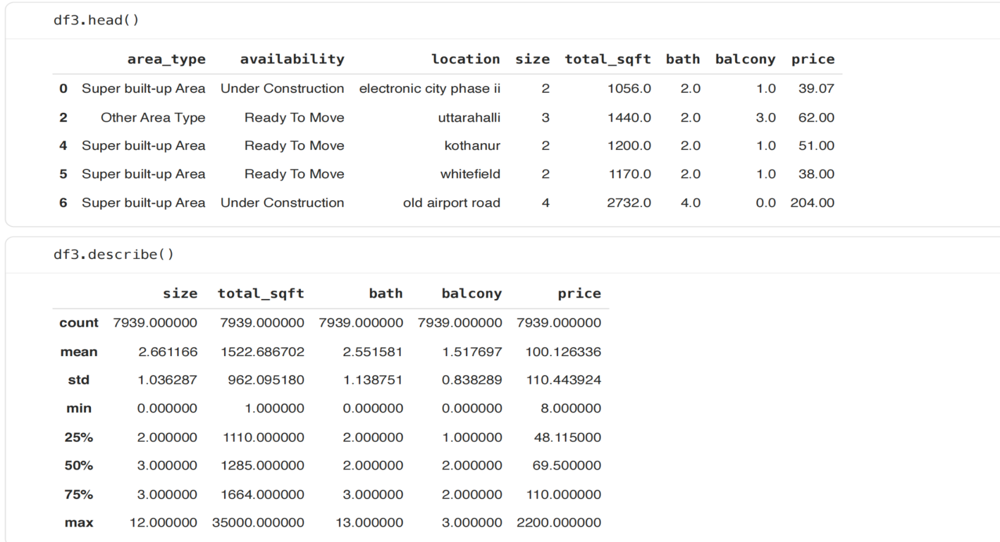 df3.head()
area_type availability location size total_sqft bath balcony price
0 Super built-up Area Under Construction electronic city phase ii 2 1056.0 2.0 1.0 39.07
2 Other Area Type Ready To Move uttarahalli 3 1440.0 2.0 3.0 62.00
4 Super built-up Area Ready To Move kothanur 2 1200.0 2.0 1.0 51.00
5 Super built-up Area Ready To Move whitefield 2 1170.0 2.0 1.0 38.00
6 Super built-up Area Under Construction old airport road 4 2732.0 4.0 0.0 204.00
df3.describe()
size total_sqft bath balcony price
count 7939.000000 7939.000000 7939.000000 7939.000000 7939.000000
mean 2.661166 1522.686702 2.551581 1.517697 100.126336
std 1.036287 962.095180 1.138751 0.838289 110.443924
min 0.000000 1.000000 0.000000 0.000000 8.000000
25% 2.000000 1110.000000 2.000000 1.000000 48.115000
50% 3.000000 1285.000000 2.000000 2.000000 69.500000
75% 3.000000 1664.000000 3.000000 2.000000 110.000000
max 12.000000 35000.000000 13.000000 3.000000 2200.000000